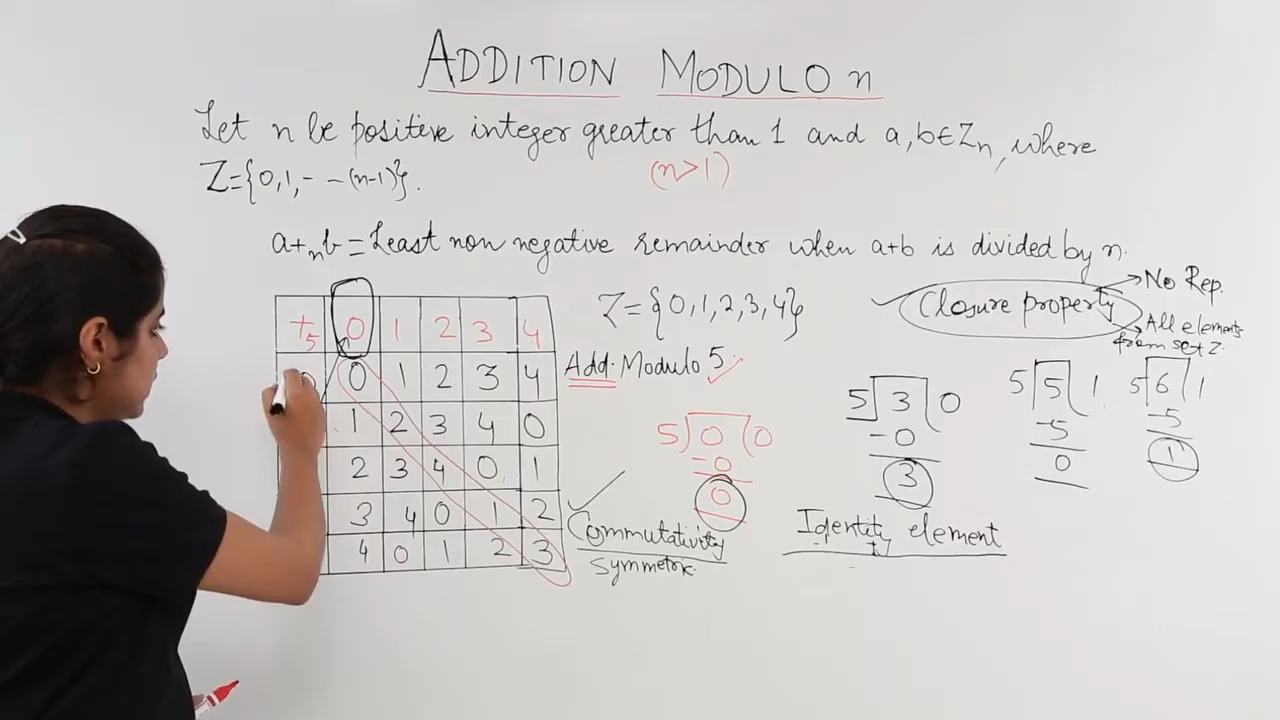 ADDITION MODULO n
Let n be positive integer greater than 1 and a, b∈Zn, where
(n>1)
Z={0,1,- -(n-1)}.
a+nb = Least non negative remainder when a+b is divided by n.
+5 0 1 2 3 4
0 0 1 2 3 4
1 2 3 4 0
2 3 4 0 1
3 4 0 1 2
4 0 1 2 3
Z={0,1,2,3,4}
Add. Modulo 5
Closure property
No Rep.
All elements
from set Z.
5)0(0
-0
0
5)3(0
-0
3
5)5(1
-5
0
5)6(1
-5
1
Commutativity
Symmetric.
Identity element